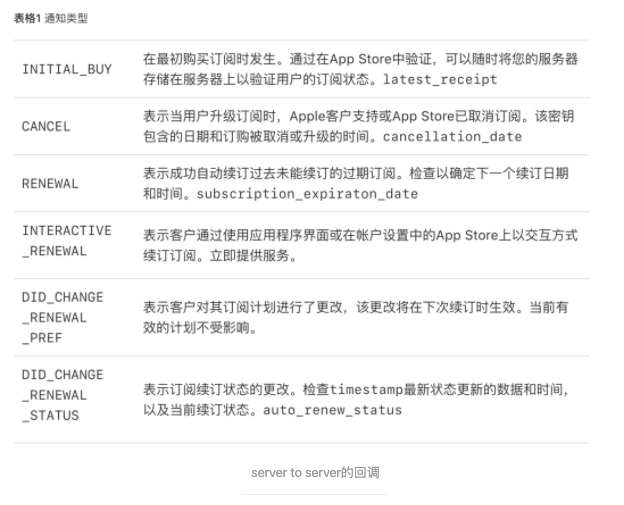 表格1 通知类型
INITIAL_BUY
在最初购买订阅时发生。通过在App Store中验证，可以随时将您的服务器
存储在服务器上以验证用户的订阅状态。latest_receipt
CANCEL
表示当用户升级订阅时，Apple客户支持或App Store已取消订阅。该密钥
包含的日期和订购被取消或升级的时间。cancellation_date
RENEWAL
表示成功自动续订过去未能续订的过期订阅。检查以确定下一个续订日期
和时间。subscription_expiraton_date
INTERACTIVE
_RENEWAL
表示客户通过使用应用程序界面或在帐户设置中的App Store上以交互方式
续订订阅。立即提供服务。
DID_CHANGE
_RENEWAL
_PREF
表示客户对其订阅计划进行了更改，该更改将在下次续订时生效。当前有
效的计划不受影响。
DID_CHANGE
_RENEWAL
_STATUS
表示订阅续订状态的更改。检查timestamp最新状态更新的数据和时间，
以及当前续订状态。auto_renew_status
server to server的回调